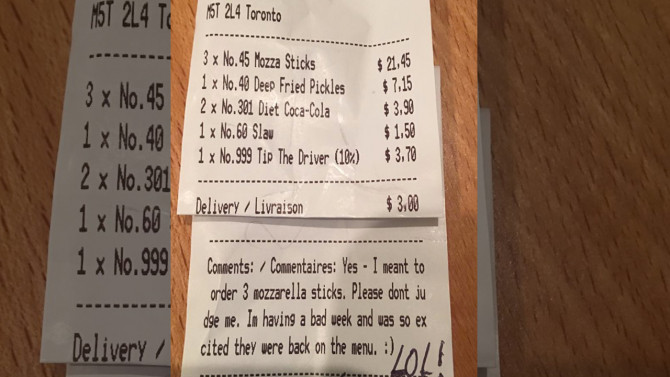 M5T 2L4 Toronto
3 x No.45 Mozza Sticks $ 21.45
1 x No.40 Deep Fried Pickles $ 7.15
2 x No.301 Diet Coca-Cola $ 3.90
1 x No.60 Slaw $ 1.50
1 x No.999 Tip The Driver (10%) $ 3.70
Delivery / Livraison $ 3.00
Comments: / Commentaires: Yes - I meant to
order 3 mozzarella sticks. Please dont ju
dge me. Im having a bad week and was so ex
cited they were back on the menu. :)
LOL!
M5T 2L4 To
3 x No.45
1 x No.40
2 x No.301
1 x No.60
1 x No.999
Delivery /